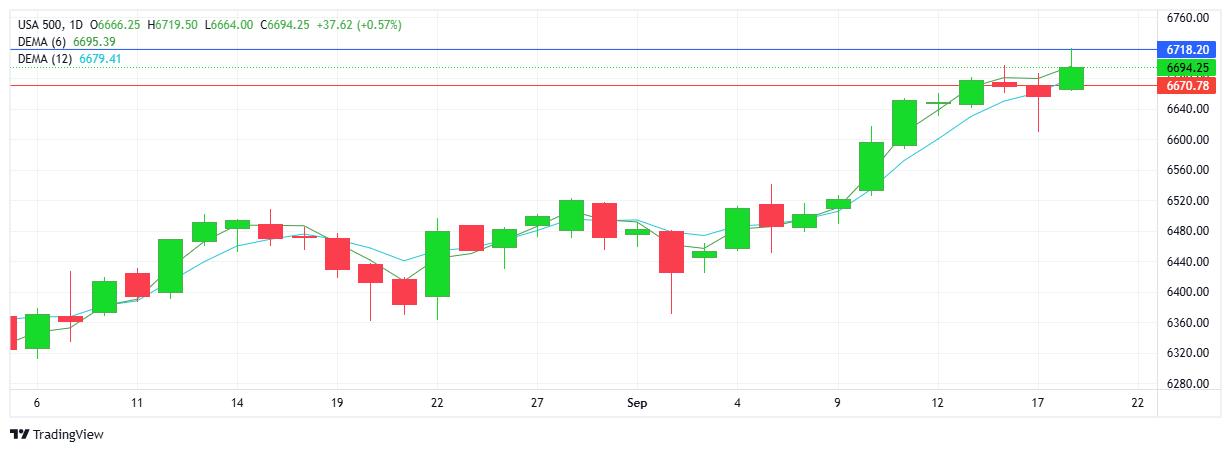 USA 500, 1D O6666.25 H6719.50 L6664.00 C6694.25 +37.62 (+0.57%)
DEMA (6) 6695.39
DEMA (12) 6679.41
6760.00
6718.20
6694.25
6670.78
6640.00
6600.00
6560.00
6520.00
6480.00
6440.00
6400.00
6360.00
6320.00
6280.00
6 11 14 19 22 27 Sep 4 9 12 17 22
TradingView